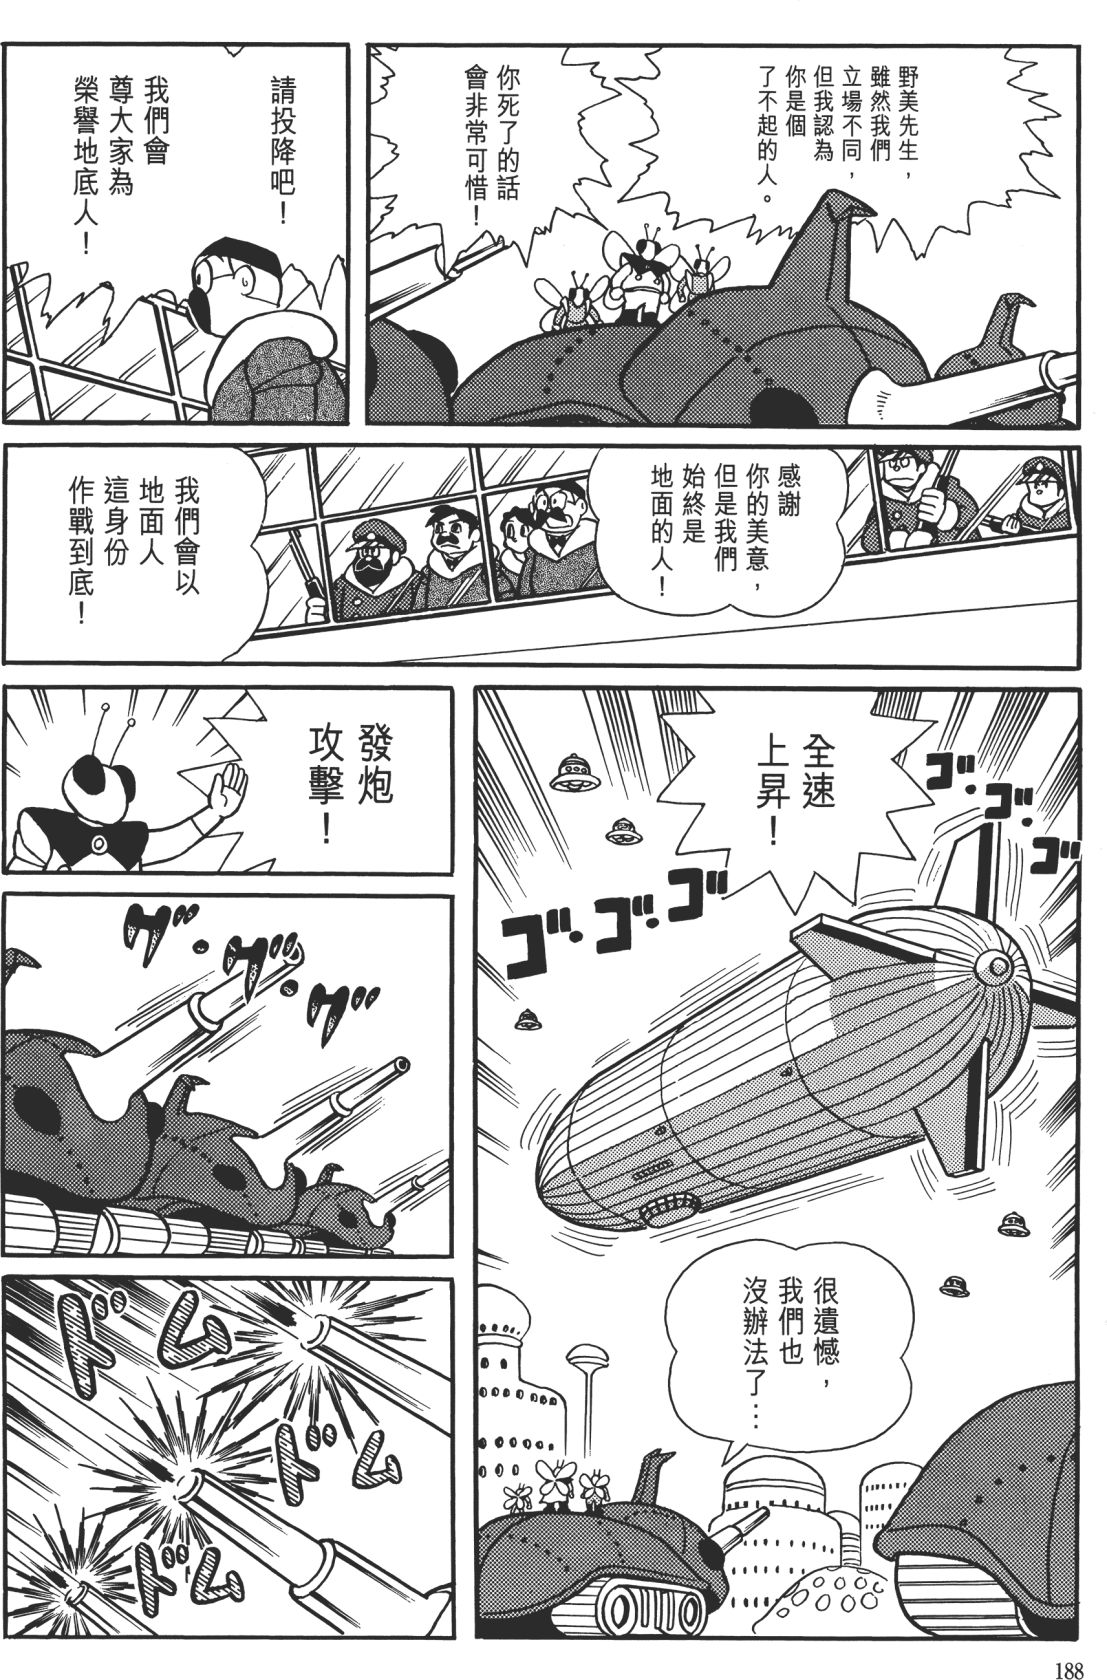 野美先生，
雖然我們
立場不同，
但我認為
你是個
了不起的人。
你死了的話
會非常可惜！
請投降吧！
我們會
尊大家為
榮譽地底人！
感謝
你的美意，
但是我們
始終是
地面的人！
我們會以
地面人
這身份
作戰到底！
全速
上昇！
ゴ・ゴ・ゴ
ゴ・ゴ・ゴ
很遺憾，
我們也
沒辦法了…
發炮
攻擊！
グ・グ・グ
ドム
ドム
ドム
188